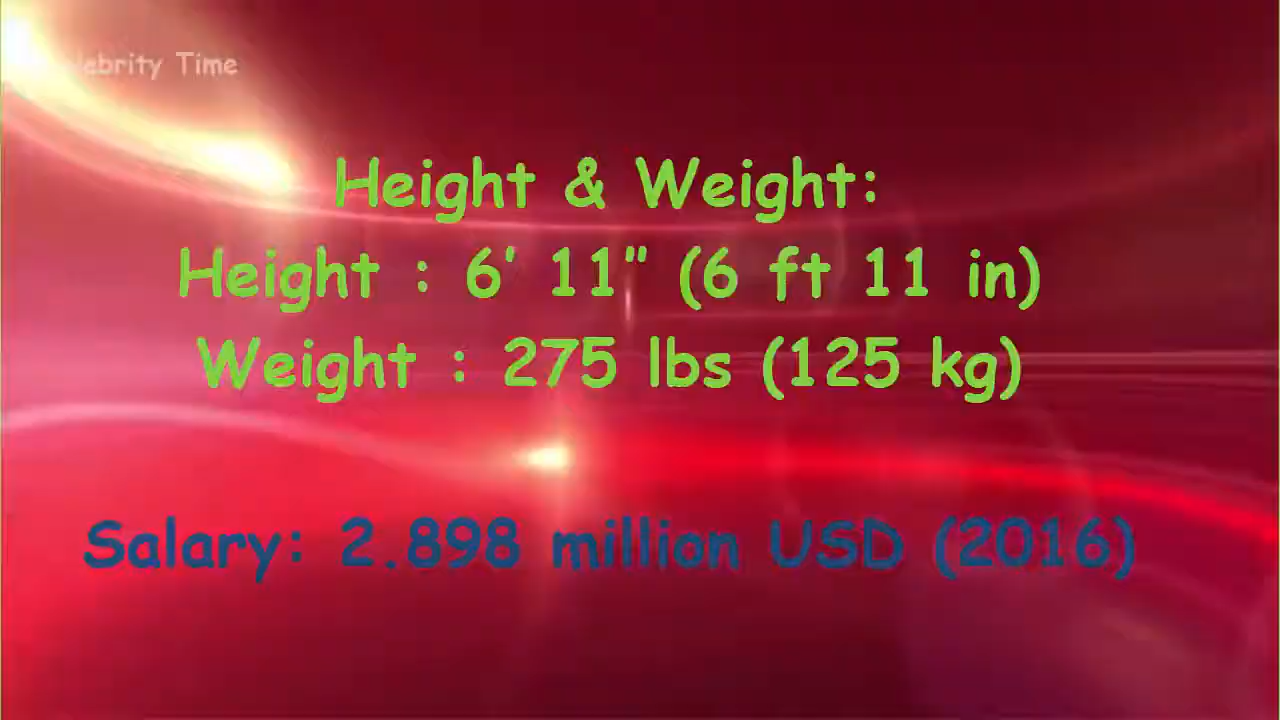 Time
Height & Weight:
Height : 6' 11" (6 ft 11 in)
Weight : 275 lbs (125 kg)
Salary: 2.898 million USD (2016)